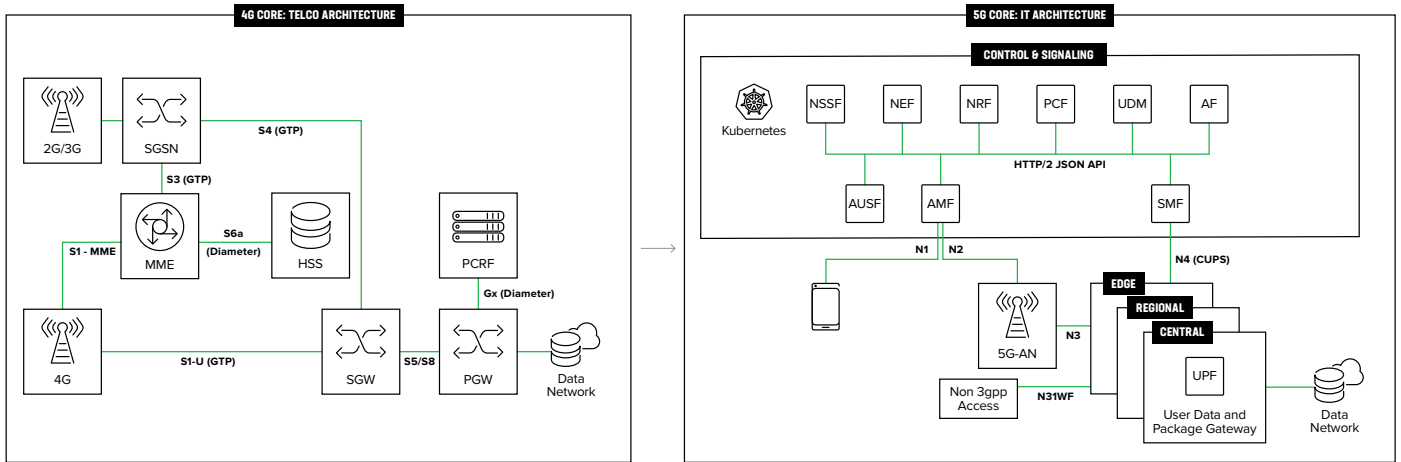 4G CORE: TELCO ARCHITECTURE
2G/3G
SGSN
S4 (GTP)
S3 (GTP)
MME
S6a
(Diameter)
HSS
PCRF
S1 - MME
Gx (Diameter)
4G
S1-U (GTP)
SGW
S5/S8
PGW
Data
Network
5G CORE: IT ARCHITECTURE
CONTROL & SIGNALING
Kubernetes
NSSF
NEF
NRF
PCF
UDM
AF
HTTP/2 JSON API
AUSF
AMF
SMF
N1
N2
N4 (CUPS)
EDGE
REGIONAL
CENTRAL
5G-AN
N3
UPF
Non 3gpp
Access
N31WF
User Data and
Package Gateway
Data
Network